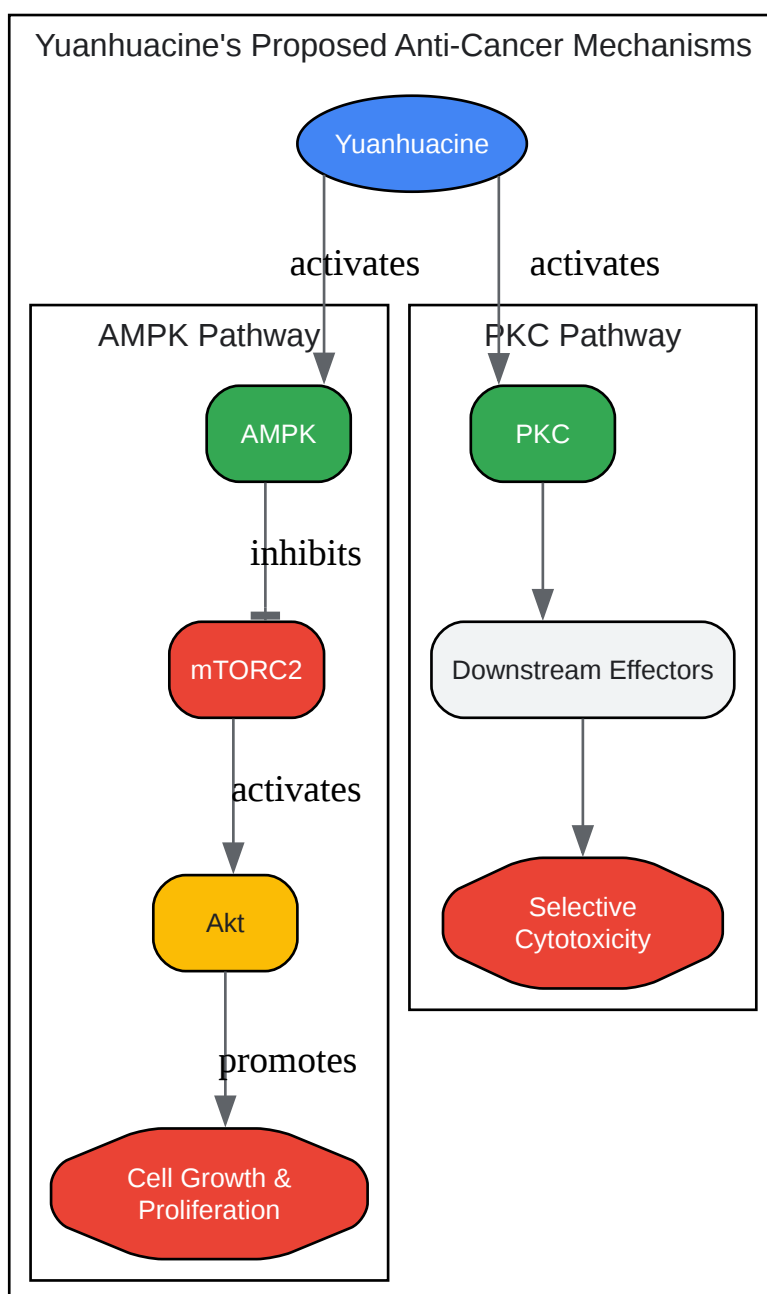 Yuanhuacine's Proposed Anti-Cancer Mechanisms
Yuanhuacine
activates
activates
AMPK Pathway
PKC Pathway
AMPK
PKC
inhibits
mTORC2
Downstream Effectors
activates
Akt
Selective
Cytotoxicity
promotes
Cell Growth &
Proliferation